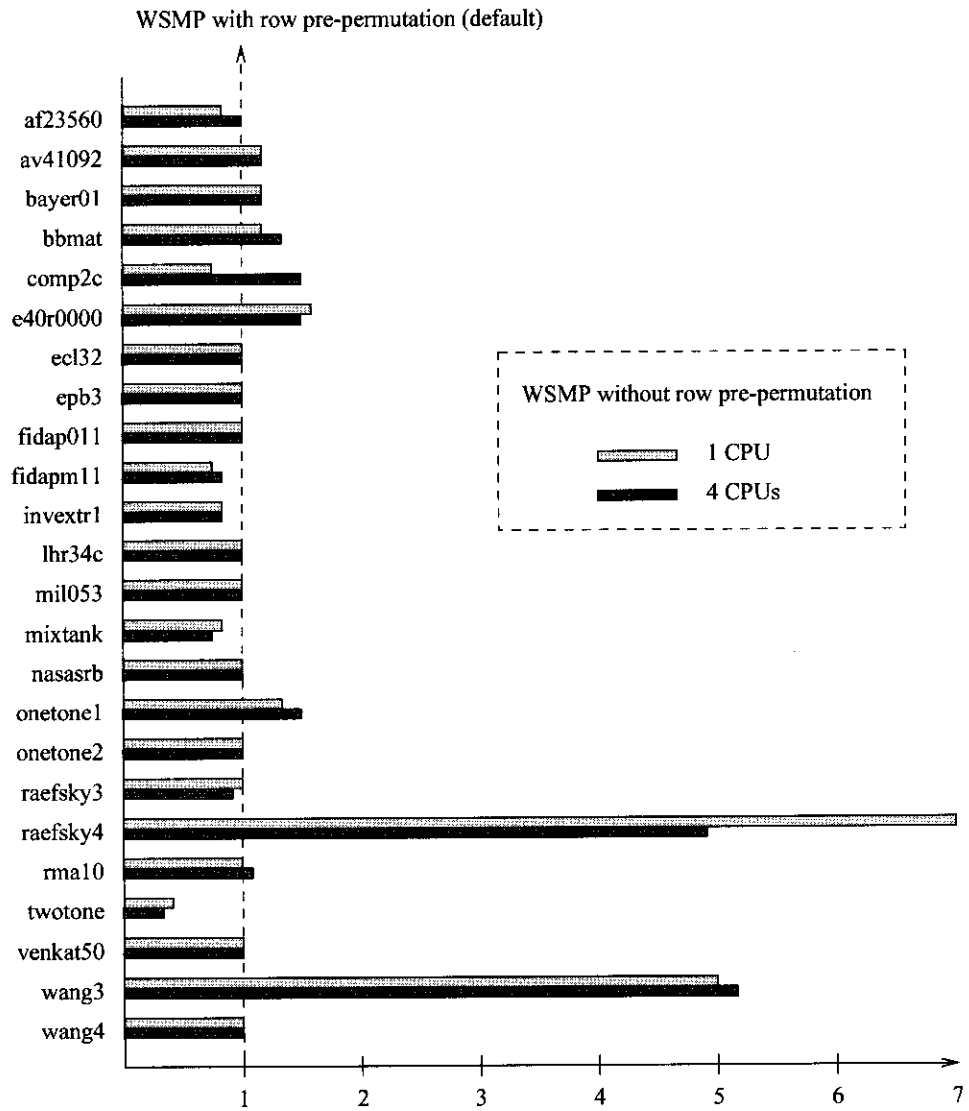 WSMP with row pre-permutation (default)
af23560
av41092
bayer01
bbmat
comp2c
e40r0000
ecl32
epb3
fidap011
fidapm11
invextr1
lhr34c
mil053
mixtank
nasasrb
onetone1
onetone2
raefsky3
raefsky4
rma10
twotone
venkat50
wang3
wang4
WSMP without row pre-permutation
1 CPU
4 CPUs
1 2 3 4 5 6 7